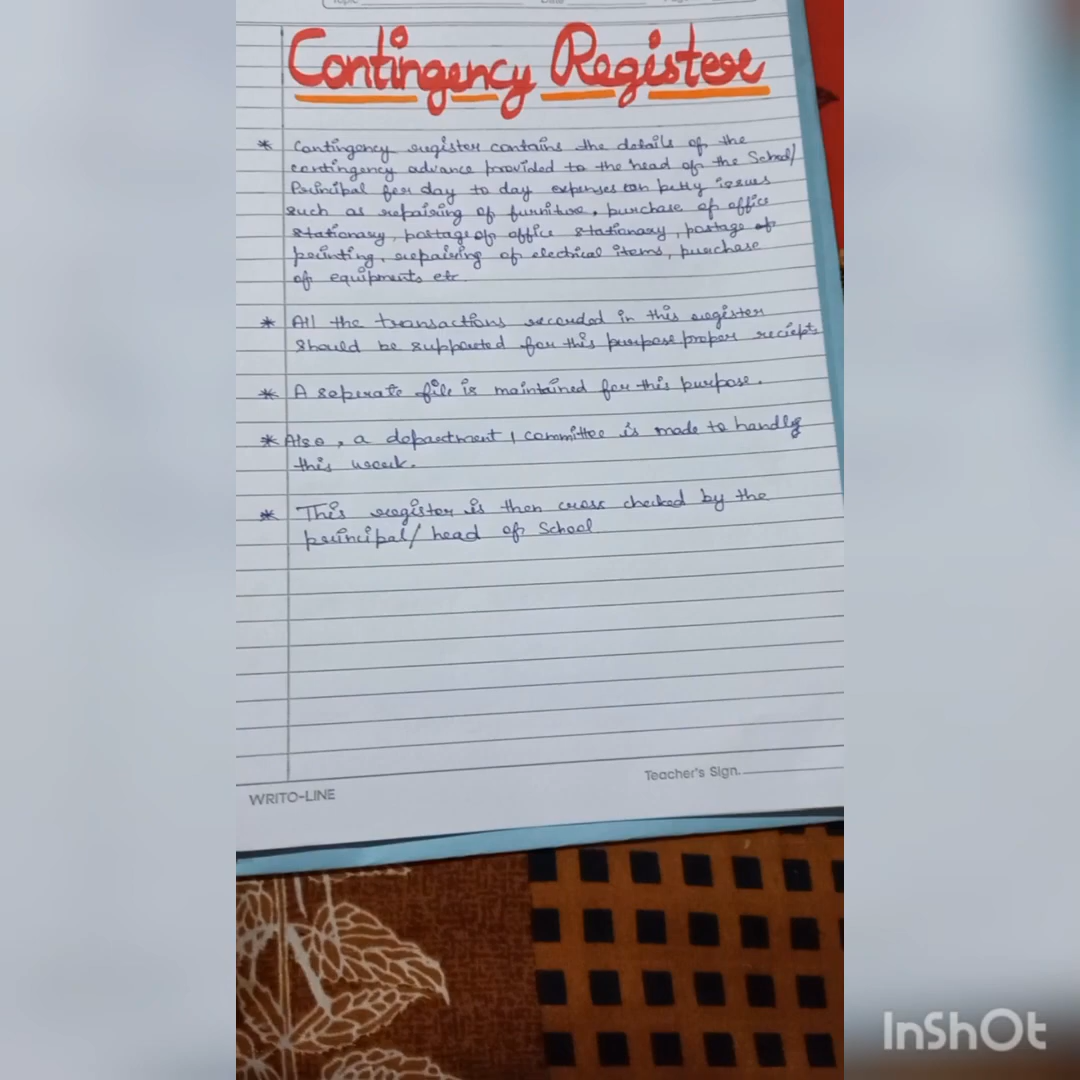 Contingency Register
* Contingency register contains the details of the
contingency advance provided to the head of the School/
Principal for day to day expenses on petty issues
such as repairing of furniture, purchase of office
stationary, postage of office stationary, postage of
printing, repairing of electrical items, purchase
of equipments etc
* All the transactions recorded in this register
should be supported for this purpose proper reciepts
* A seperate file is maintained for this purpose.
* Also, a department / committee is made to handly
this work.
* This register is then cross checked by the
principal/ head of School
Teacher's Sign.
WRITO-LINE
InShOt